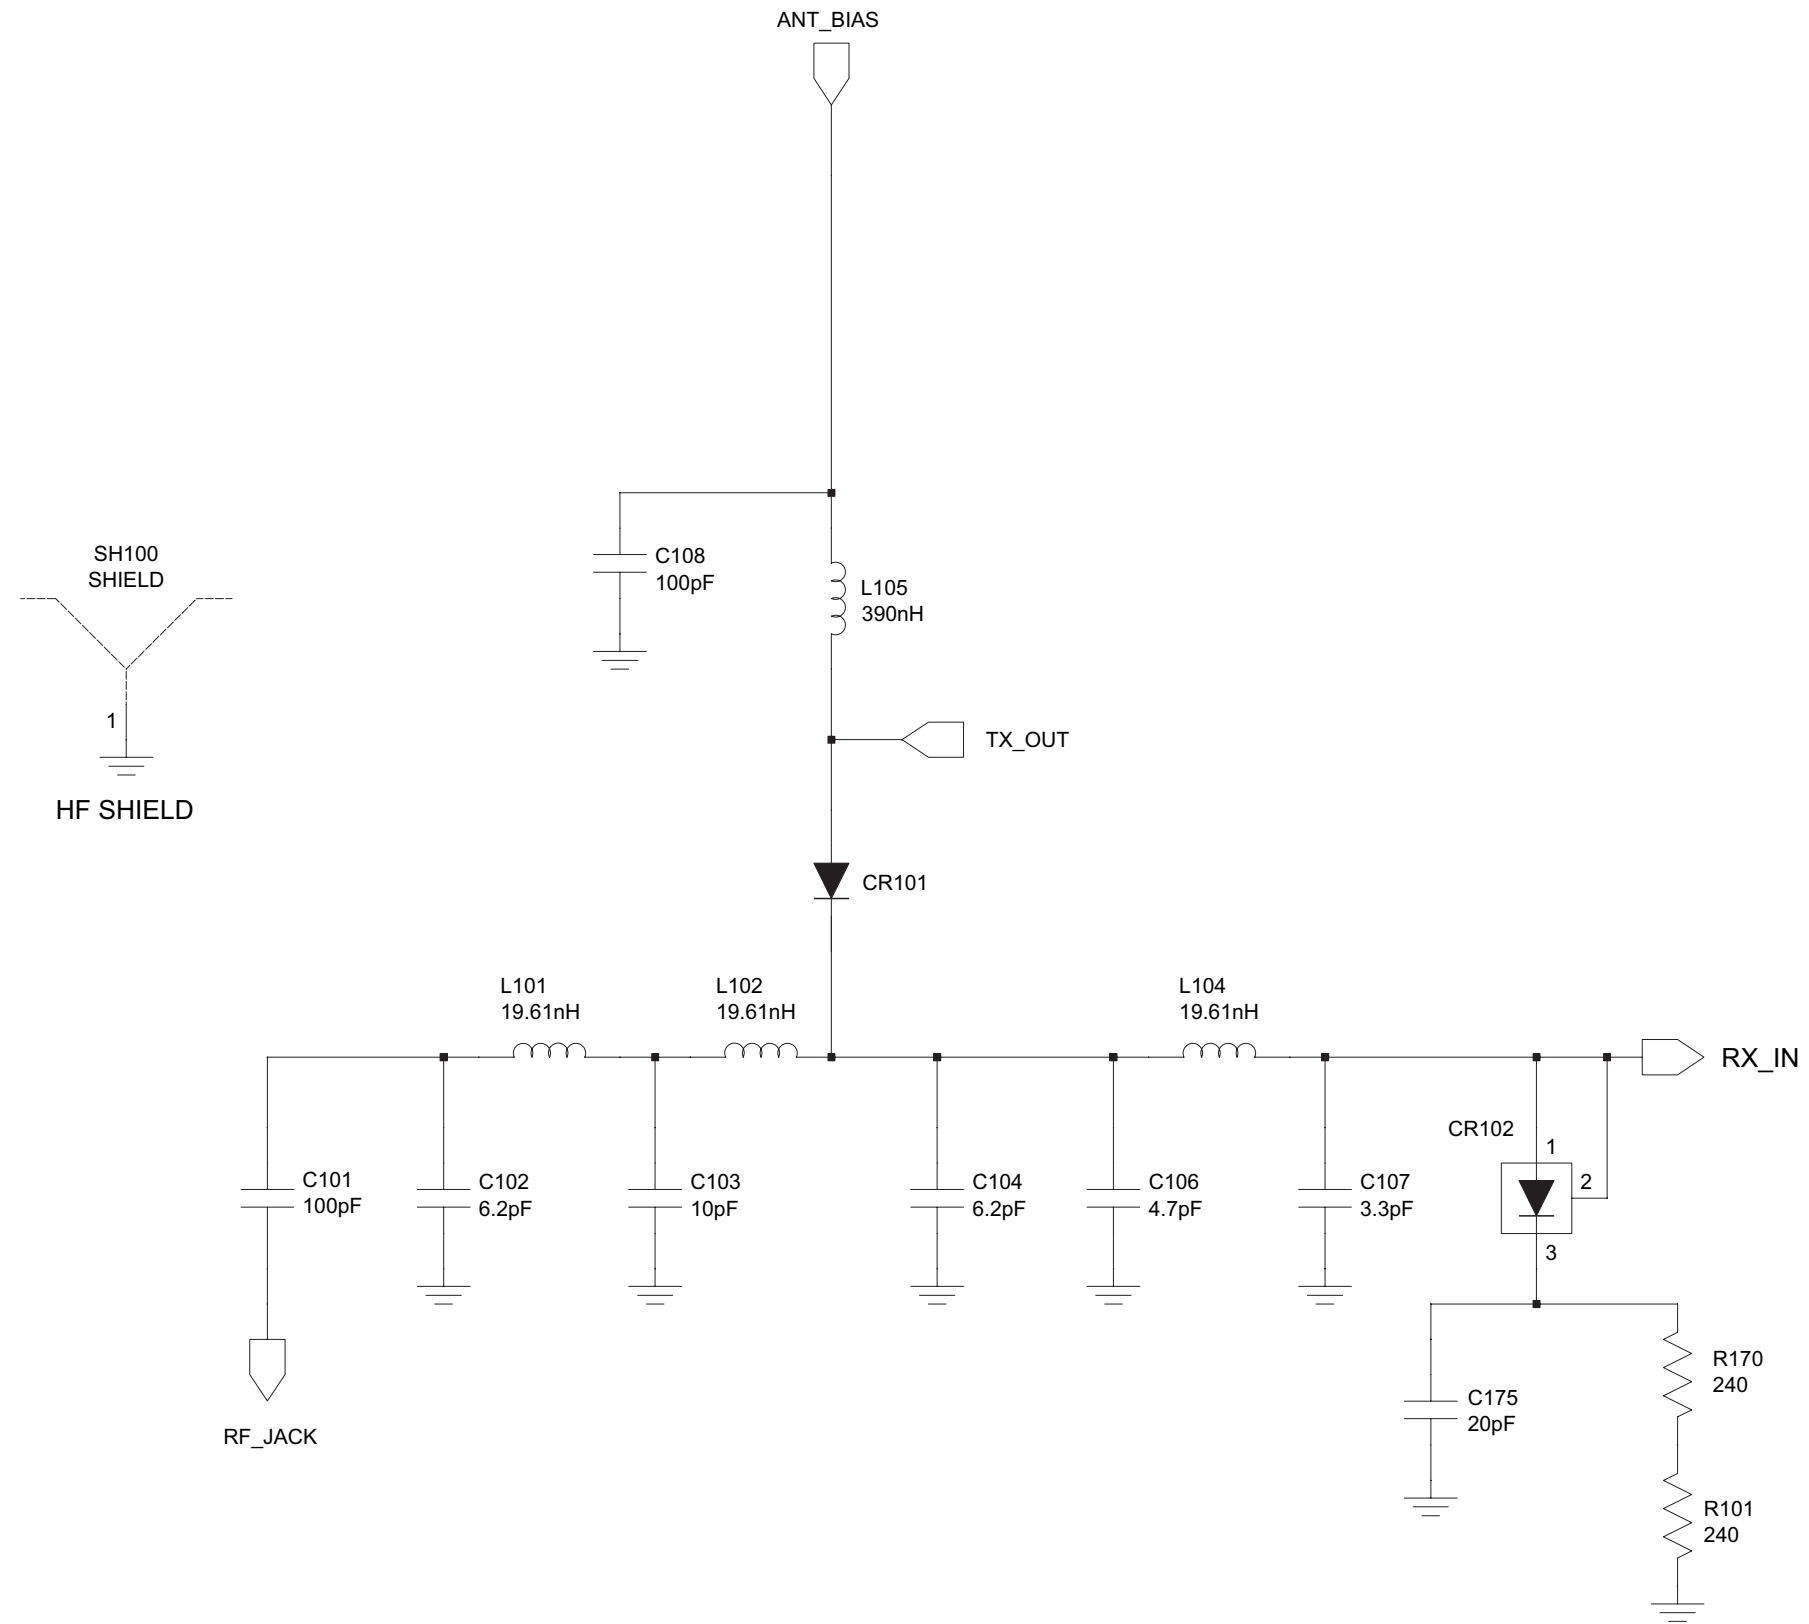 ANT_BIAS
SH100
SHIELD
1
HF SHIELD
C108
100pF
L105
390nH
TX_OUT
CR101
L101
19.61nH
L102
19.61nH
L104
19.61nH
RX_IN
CR102
1
2
3
C101
100pF
C102
6.2pF
C103
10pF
C104
6.2pF
C106
4.7pF
C107
3.3pF
RF_JACK
C175
20pF
R170
240
R101
240